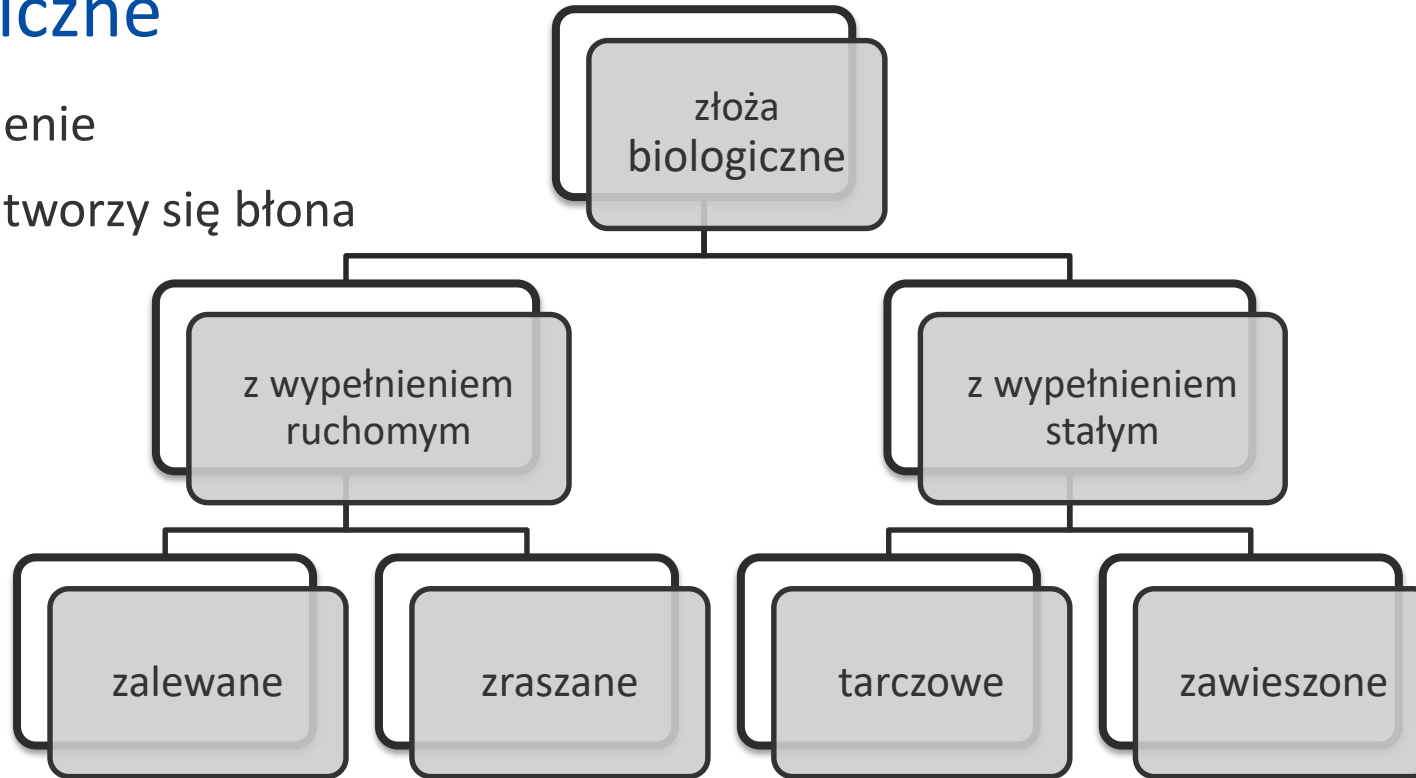 iczne
enie
tworzy się błona
złoża
biologiczne
z wypełnieniem
ruchomym
z wypełnieniem
stałym
zalewane
zraszane
tarczowe
zawieszone